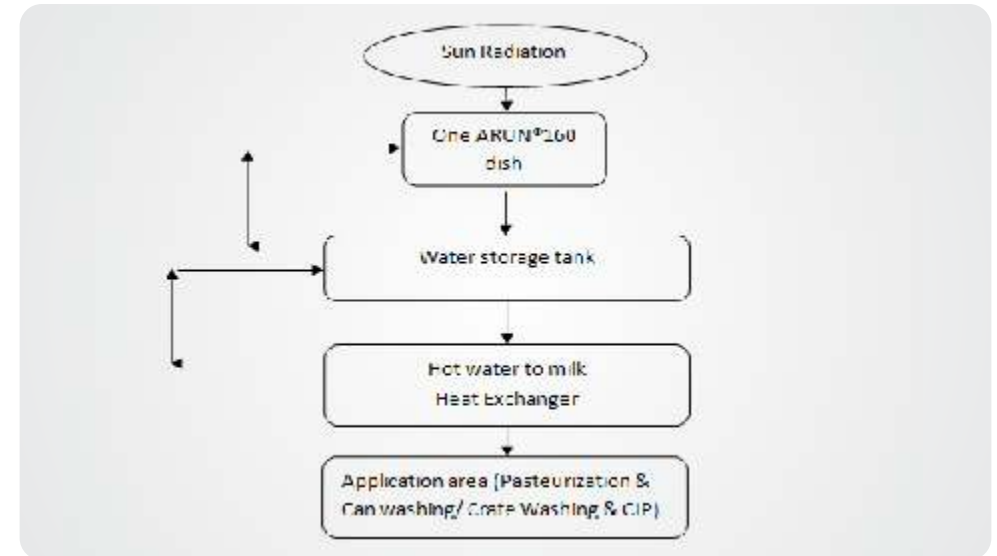 Sun Radiation
One ARUN®160
dish
Water storage tank
Hot water to milk
Heat Exchanger
Application area (Pasteurization &
Can washing/ Crate Washing & CIP)